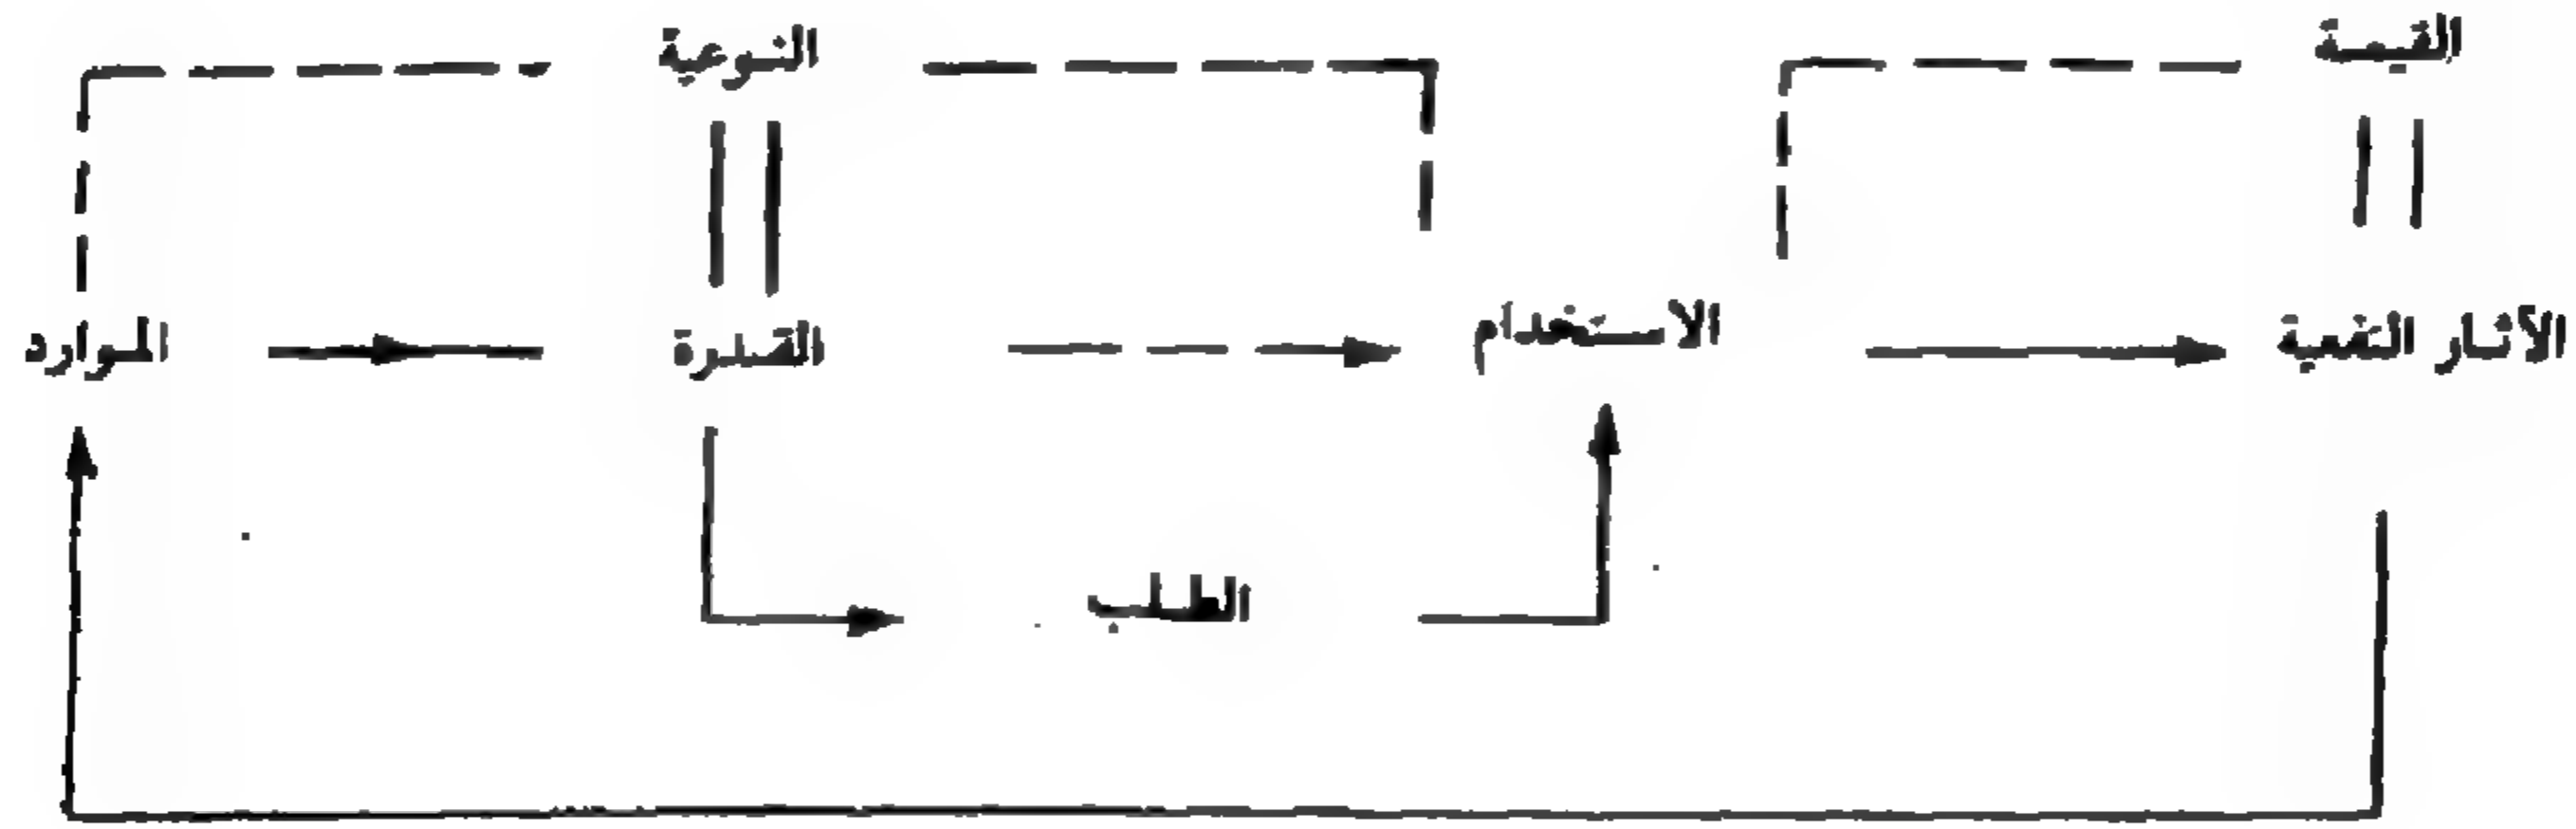 القيمة
النوعية
الآثار النفعية
الاستخدام
القدرة
الموارد
الطلب